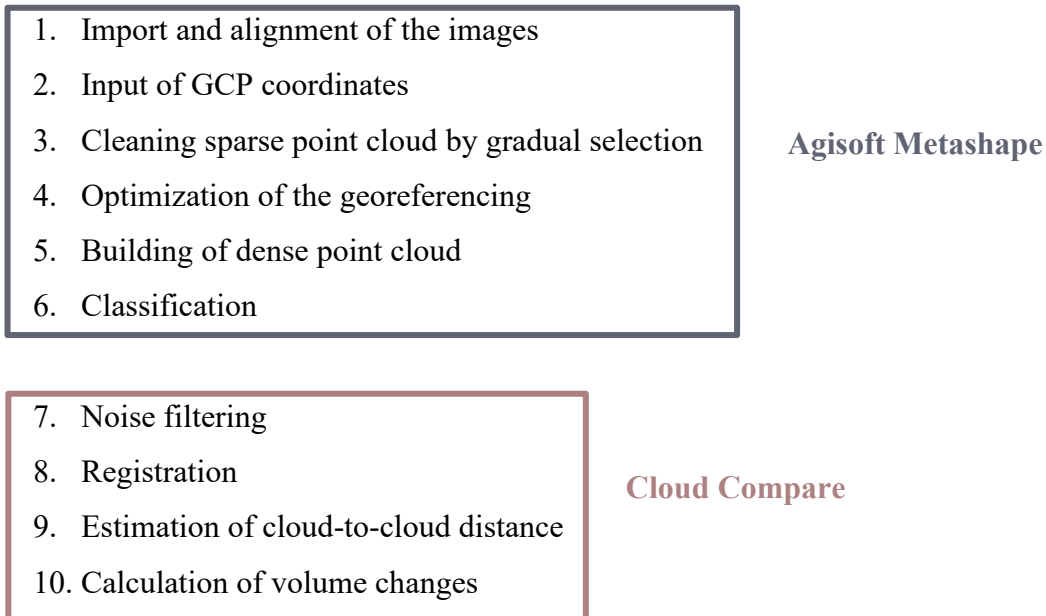 1. Import and alignment of the images
2. Input of GCP coordinates
3. Cleaning sparse point cloud by gradual selection
4. Optimization of the georeferencing
5. Building of dense point cloud
6. Classification
Agisoft Metashape
7. Noise filtering
8. Registration
9. Estimation of cloud-to-cloud distance
10. Calculation of volume changes
Cloud Compare